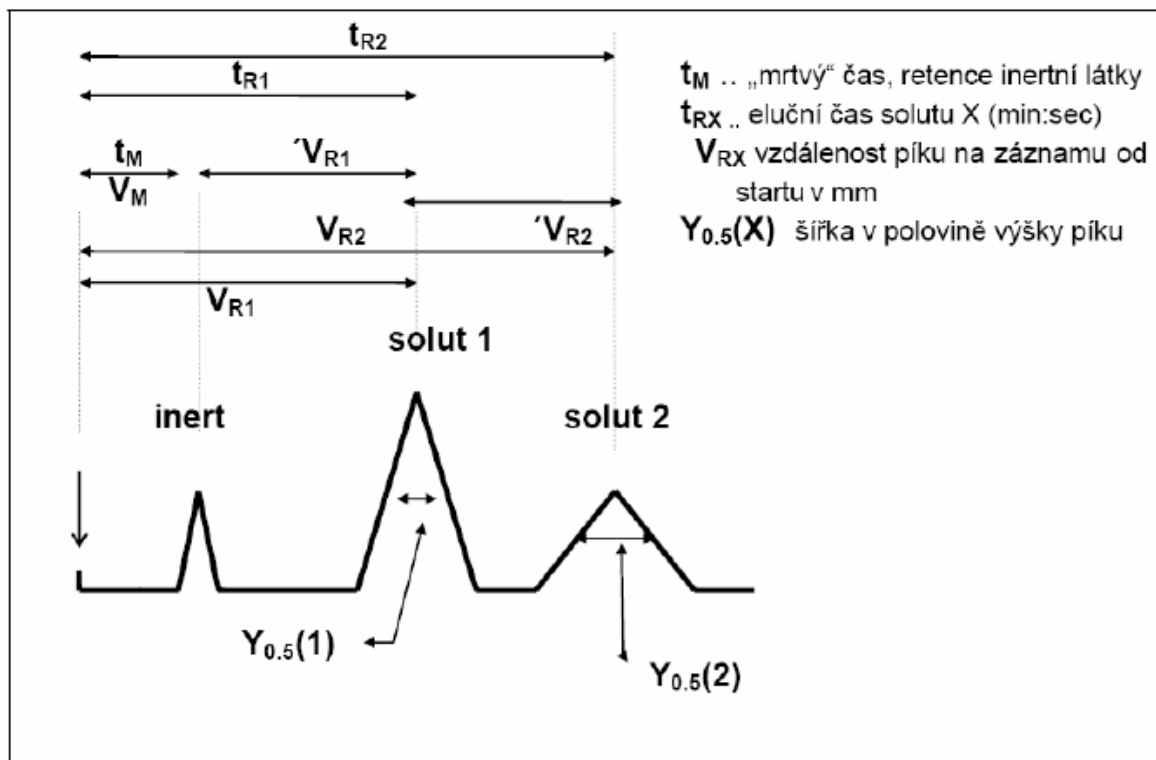 tR2
tR1
tM
´VR1
VM
VR2
´VR2
VR1
tM .. „mrtvý“ čas, retence inertní látky
tRX .. eluční čas solutu X (min:sec)
VRX vzdálenost píku na záznamu od
startu v mm
Y0.5(X) šířka v polovině výšky píku
solut 1
inert
solut 2
Y0.5(1)
Y0.5(2)